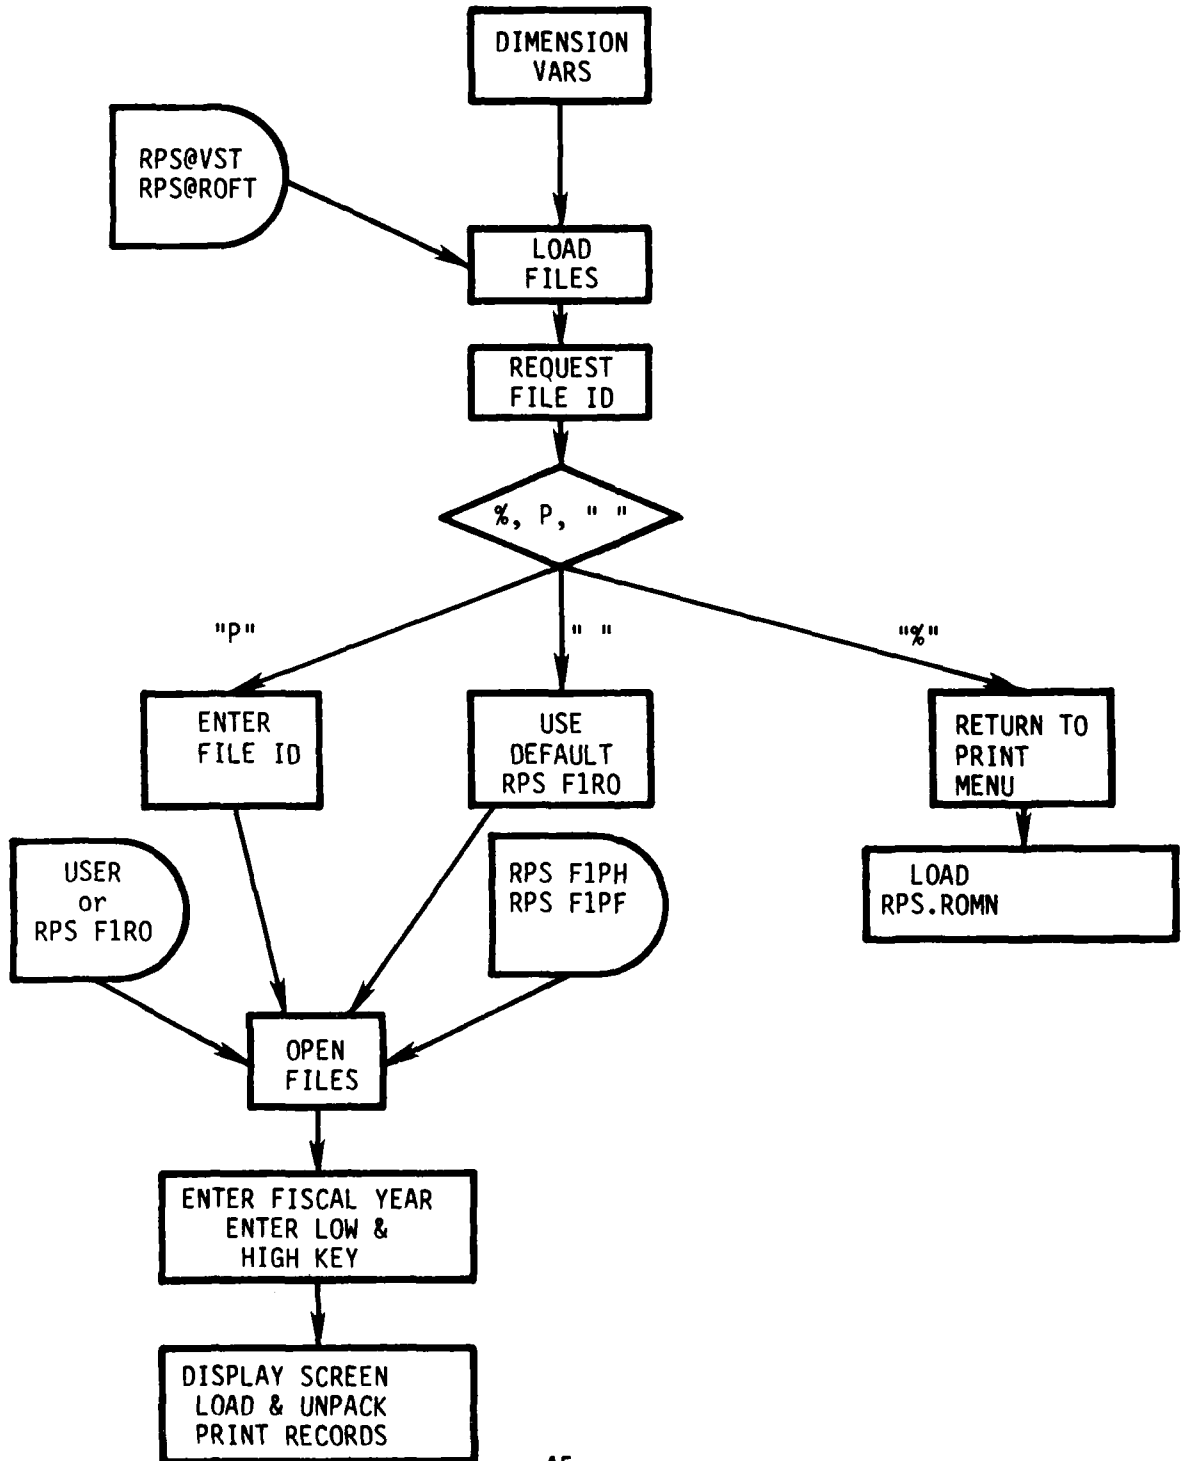 DIMENSION
VARS
RPS@VST
RPS@ROFT
LOAD
FILES
REQUEST
FILE ID
%, P, " "
"P"
" "
"%"
ENTER
FILE ID
USE
DEFAULT
RPS F1RO
RETURN TO
PRINT
MENU
USER
or
RPS F1RO
RPS F1PH
RPS F1PF
LOAD
RPS.ROMN
OPEN
FILES
ENTER FISCAL YEAR
ENTER LOW &
HIGH KEY
DISPLAY SCREEN
LOAD & UNPACK
PRINT RECORDS